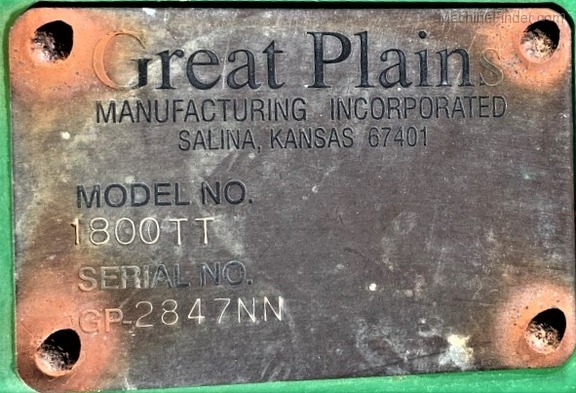 MachineFinder.com
Great Plains
MANUFACTURING INCORPORATED
SALINA, KANSAS 67401
MODEL NO.
1800TT
SERIAL NO.
GP-2847NN